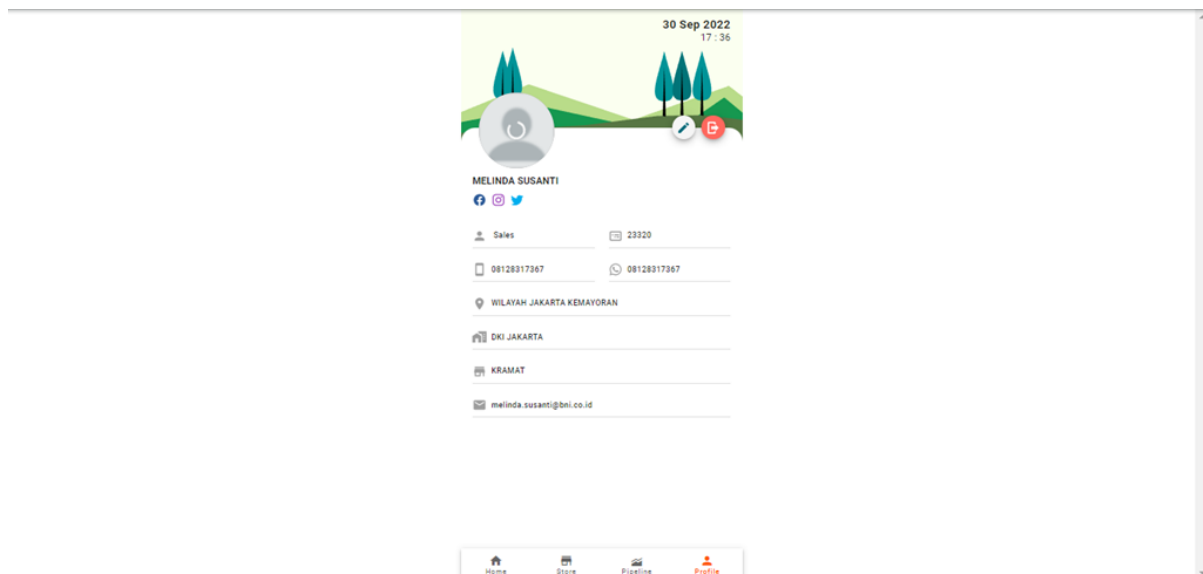 30 Sep 2022
17 : 36
MELINDA SUSANTI
Sales 23320
08128317367 08128317367
WILAYAH JAKARTA KEMAYORAN
DKI JAKARTA
KRAMAT
melinda.susanti@bni.co.id
Home Store Pipeline Profile